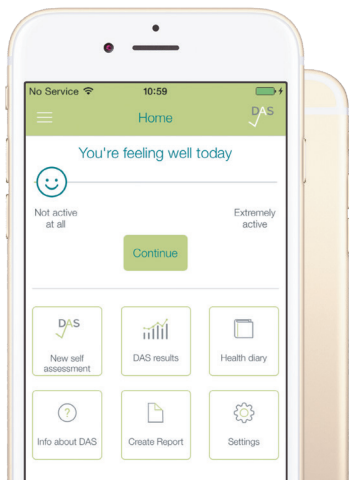 No Service 10:59
Home DAS
You're feeling well today
Not active Extremely
at all active
Continue
DAS
New self
assessment
DAS results
Health diary
Info about DAS
Create Report
Settings